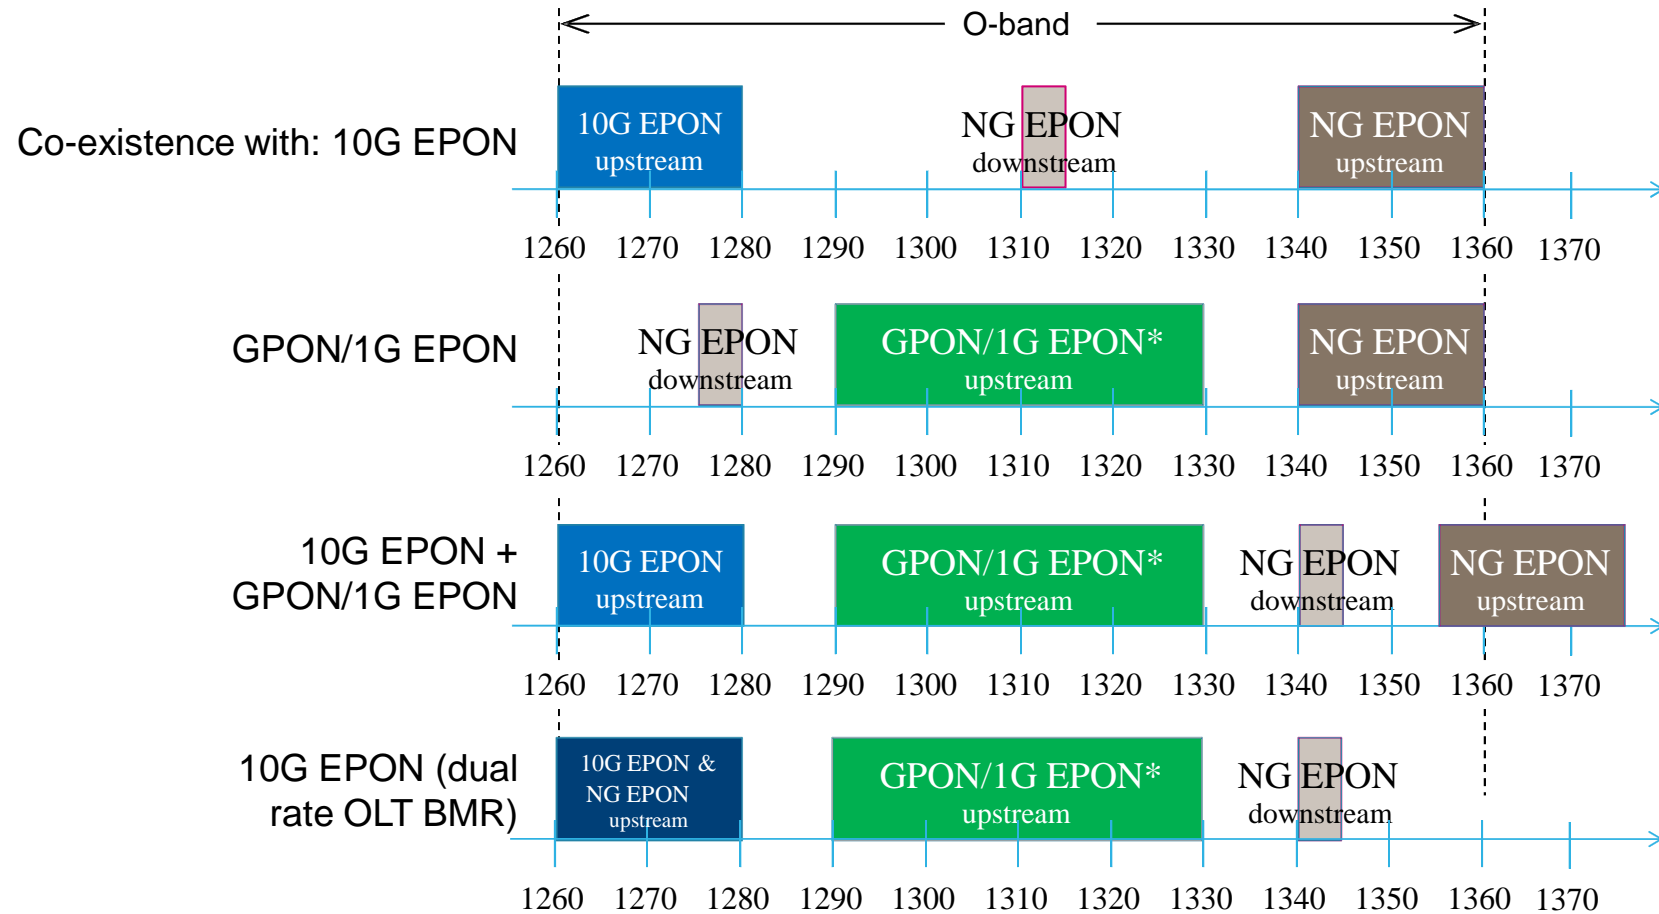 O-band
Co-existence with: 10G EPON
10G EPON
upstream
NG EPON
downstream
NG EPON
upstream
1260 1270 1280 1290 1300 1310 1320 1330 1340 1350 1360 1370
GPON/1G EPON
NG EPON
downstream
GPON/1G EPON*
upstream
NG EPON
upstream
1260 1270 1280 1290 1300 1310 1320 1330 1340 1350 1360 1370
10G EPON +
GPON/1G EPON
10G EPON
upstream
GPON/1G EPON*
upstream
NG EPON
downstream
NG EPON
upstream
1260 1270 1280 1290 1300 1310 1320 1330 1340 1350 1360 1370
10G EPON (dual
rate OLT BMR)
10G EPON &
NG EPON
upstream
GPON/1G EPON*
upstream
NG EPON
downstream
1260 1270 1280 1290 1300 1310 1320 1330 1340 1350 1360 1370